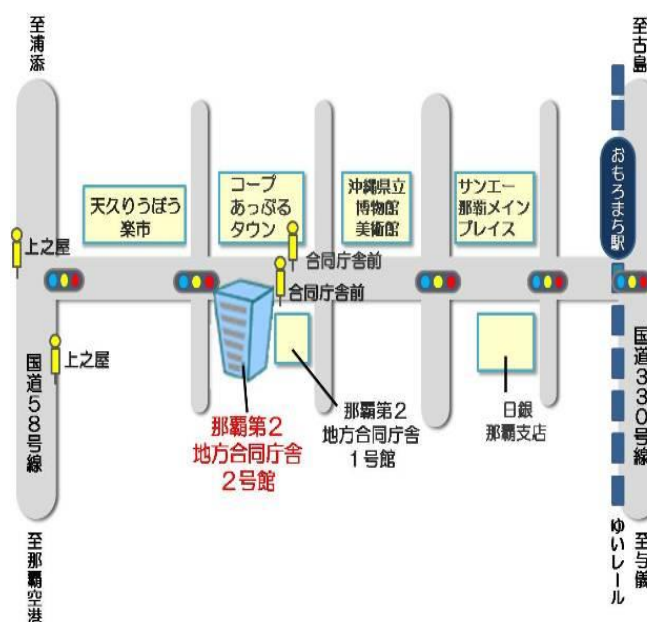 至浦添
至古島
おもろまち駅
天久りうぼう
楽市
コープ
あっぷる
タウン
沖縄県立
博物館
美術館
サンエー
那覇メイン
プレイス
上之屋
合同庁舎前
合同庁舎前
上之屋
国道58号線
国道330号線
那覇第2
地方合同庁舎
2号館
那覇第2
地方合同庁舎
1号館
日銀
那覇支店
至那覇空港
ゆいレール
至与儀